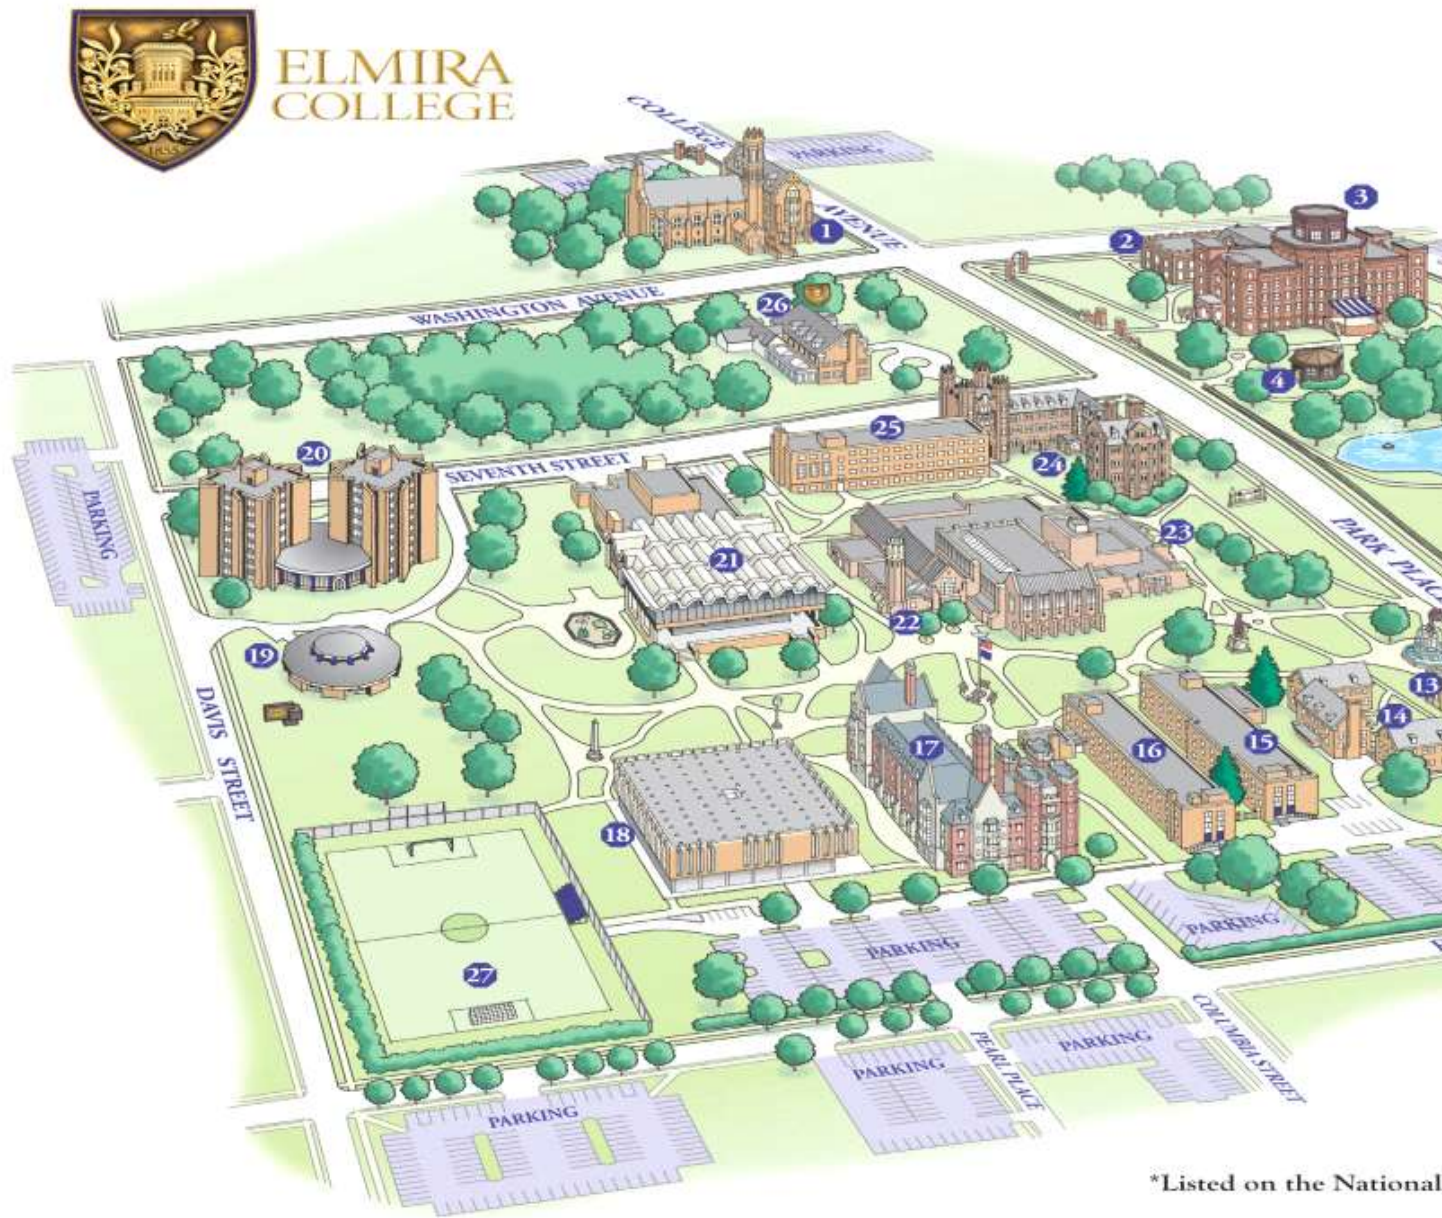 ELMIRA
COLLEGE
1855
COLLEGE
AVENUE
PARKING
1
2
3
WASHINGTON AVENUE
26
4
25
24
20
SEVENTH STREET
PARKING
21
23
PARK PLACE
22
19
13
14
DAVIS STREET
17
16
15
18
PARKING
PARKING
27
COLUMBIA STREET
PEARL PLACE
PARKING
PARKING
PARKING
*Listed on the National